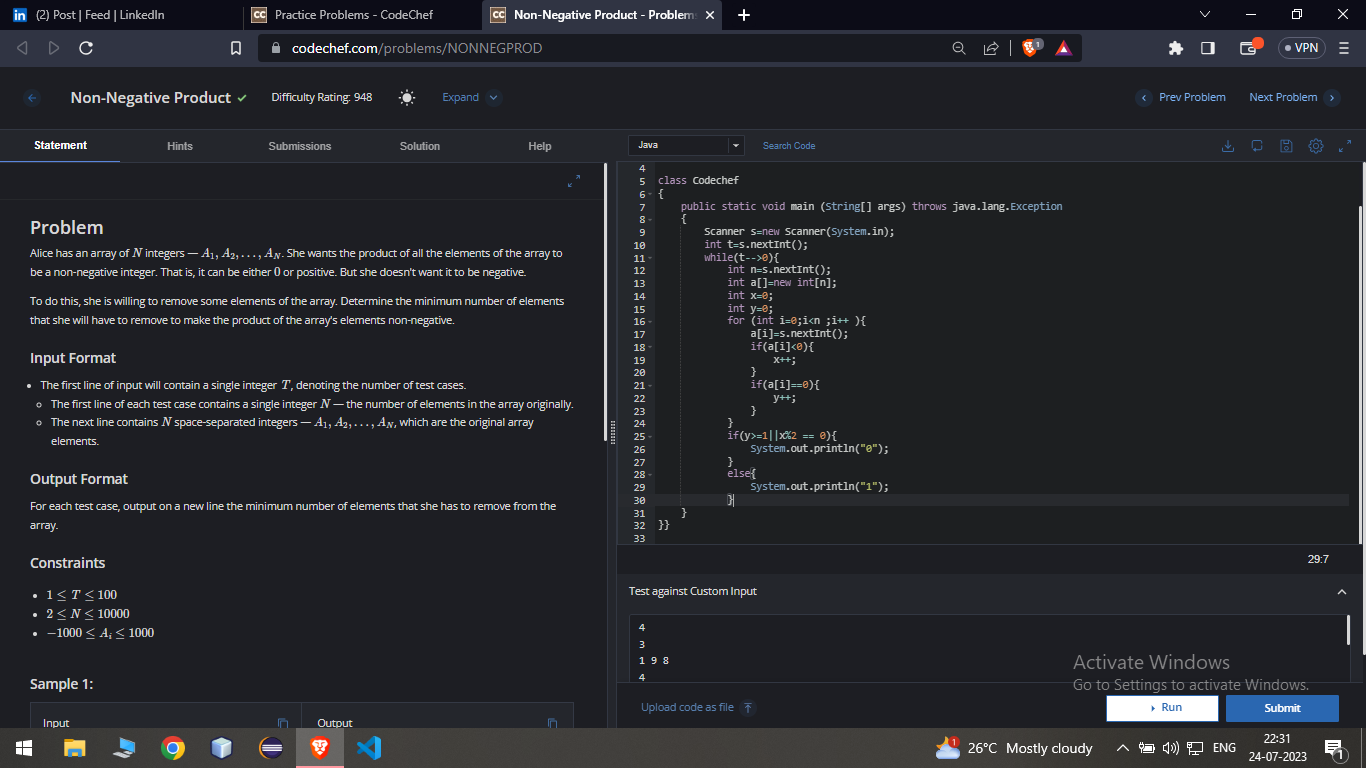 (2) Post | Feed | LinkedIn
Practice Problems - CodeChef
Non-Negative Product - Problem
codechef.com/problems/NONNEGPROD
1
VPN
Non-Negative Product
Difficulty Rating: 948
Expand
Prev Problem
Next Problem
Statement
Hints
Submissions
Solution
Help
Java
Search Code
Problem
Alice has an array of N integers — A1, A2, . . . , AN. She wants the product of all the elements of the array to
be a non-negative integer. That is, it can be either 0 or positive. But she doesn't want it to be negative.
To do this, she is willing to remove some elements of the array. Determine the minimum number of elements
that she will have to remove to make the product of the array's elements non-negative.
Input Format
• The first line of input will contain a single integer T, denoting the number of test cases.
The first line of each test case contains a single integer N — the number of elements in the array originally.
The next line contains N space-separated integers — A1, A2, . . . , AN, which are the original array
elements.
Output Format
For each test case, output on a new line the minimum number of elements that she has to remove from the
array.
Constraints
• 1 ≤ T ≤ 100
• 2 ≤ N ≤ 10000
• −1000 ≤ Ai ≤ 1000
Sample 1:
Input
Output
4
5 class Codechef
6 {
7 public static void main (String[] args) throws java.lang.Exception
8 {
9 Scanner s=new Scanner(System.in);
10 int t=s.nextInt();
11 while(t-->0){
12 int n=s.nextInt();
13 int a[]=new int[n];
14 int x=0;
15 int y=0;
16 for (int i=0;i<n ;i++ ){
17 a[i]=s.nextInt();
18 if(a[i]<0){
19 x++;
20 }
21 if(a[i]==0){
22 y++;
23 }
24 }
25 if(y>=1||x%2 == 0){
26 System.out.println("0");
27 }
28 else{
29 System.out.println("1");
30 }
31 }
32 }}
33
29:7
Test against Custom Input
4
3
1 9 8
4
Activate Windows
Go to Settings to activate Windows.
Upload code as file
Run
Submit
1
26°C Mostly cloudy
ENG
22:31
24-07-2023
1